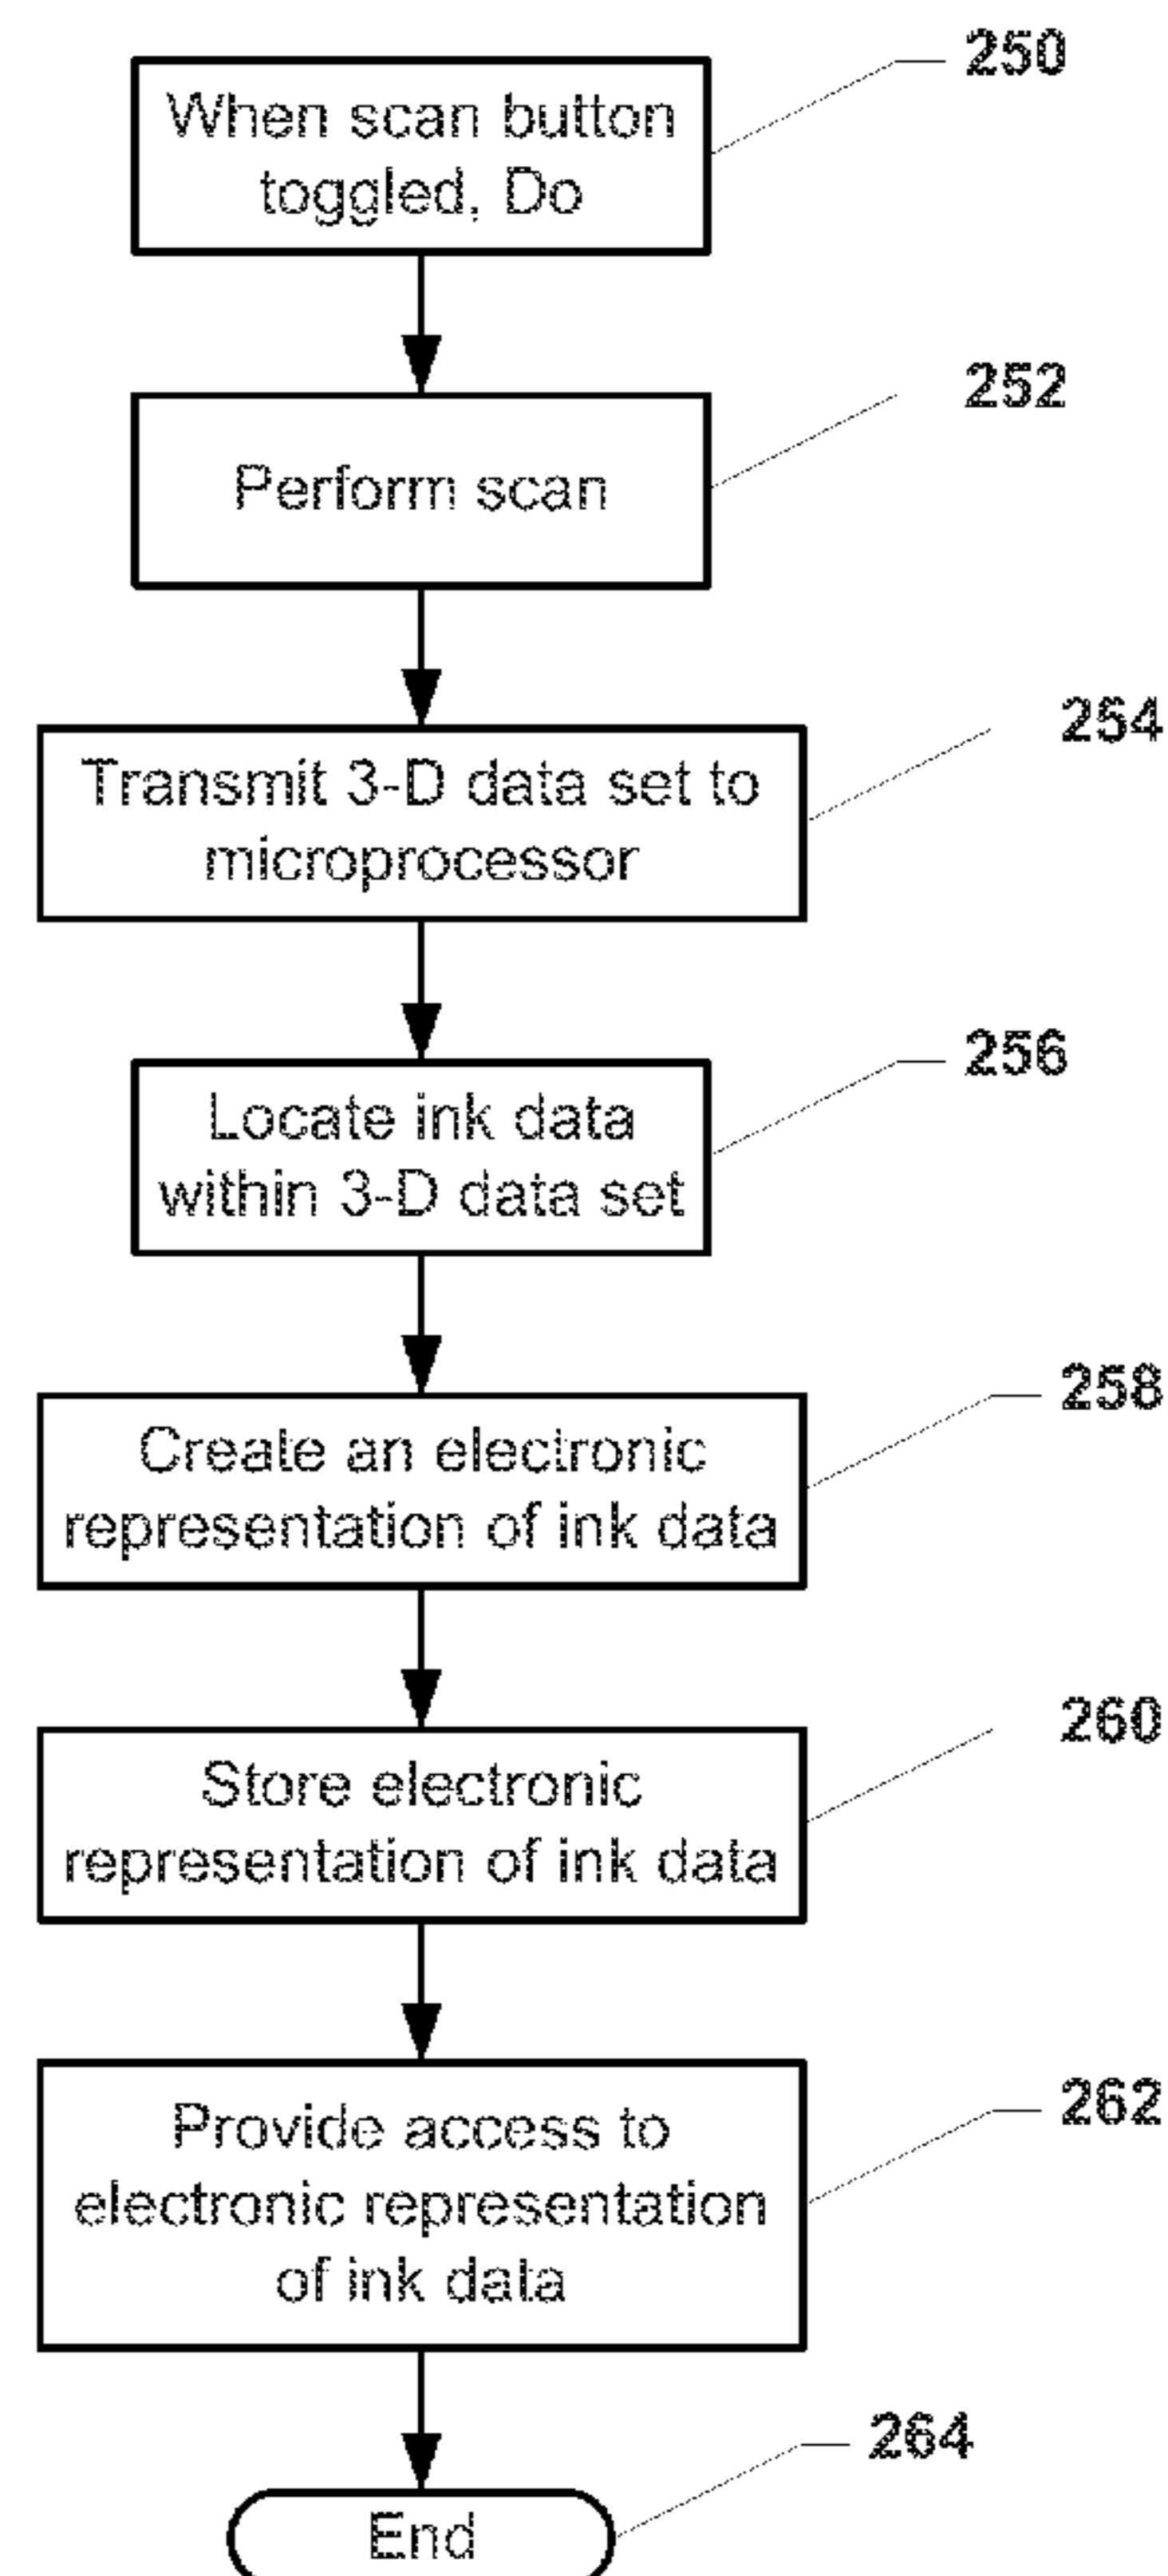 250
When scan button
toggled, Do
252
Perform scan
254
Transmit 3-D data set to
microprocessor
256
Locate ink data
within 3-D data set
258
Create an electronic
representation of ink data
260
Store electronic
representation of ink data
262
Provide access to
electronic representation
of ink data
264
End